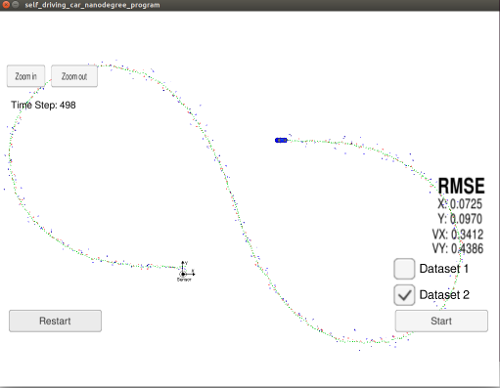 self_driving_car_nanodegree_program
Zoom in
Zoom out
Time Step: 498
RMSE
X: 0.0725
Y: 0.0970
VX: 0.3412
VY: 0.4386
Dataset 1
Dataset 2
Restart
Start